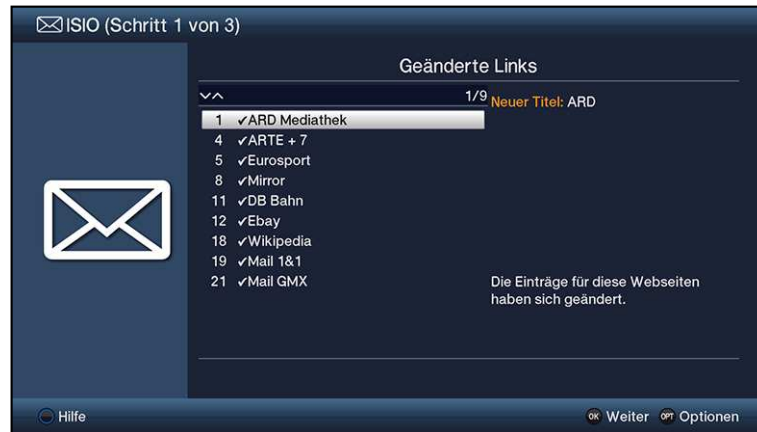 ISIO (Schritt 1 von 3)
Geänderte Links
1/9
Neuer Titel: ARD
1 ✓ARD Mediathek
4 ✓ARTE + 7
5 ✓Eurosport
8 ✓Mirror
11 ✓DB Bahn
12 ✓Ebay
18 ✓Wikipedia
19 ✓Mail 1&1
21 ✓Mail GMX
Die Einträge für diese Webseiten
haben sich geändert.
Hilfe
OK Weiter OPT Optionen